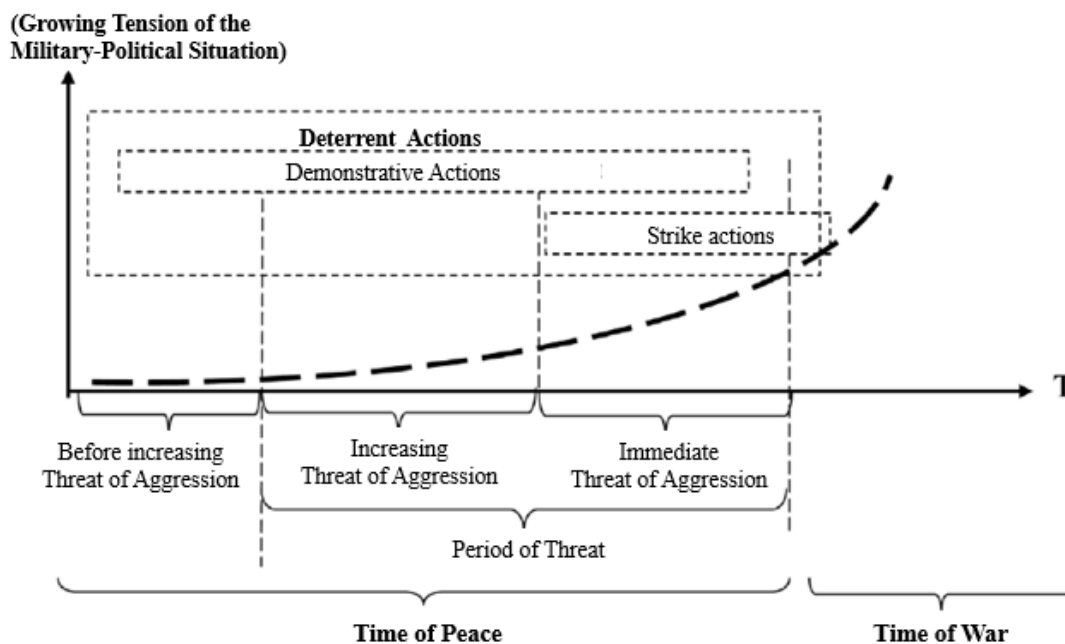 (Growing Tension of the
Military-Political Situation)
Deterrent Actions
Demonstrative Actions
Strike actions
T
Before increasing
Threat of Aggression
Increasing
Threat of Aggression
Immediate
Threat of Aggression
Period of Threat
Time of Peace
Time of War